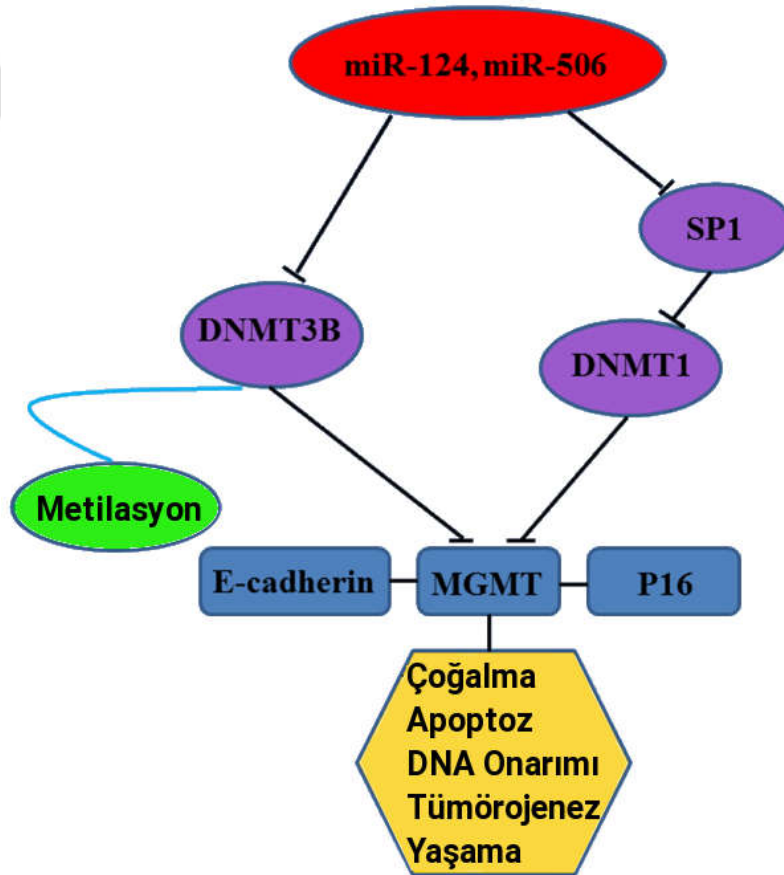 miR-124, miR-506
SP1
DNMT3B
DNMT1
Metilasyon
E-cadherin
MGMT
P16
Çoğalma
Apoptoz
DNA Onarımı
Tümörojenez
Yaşama